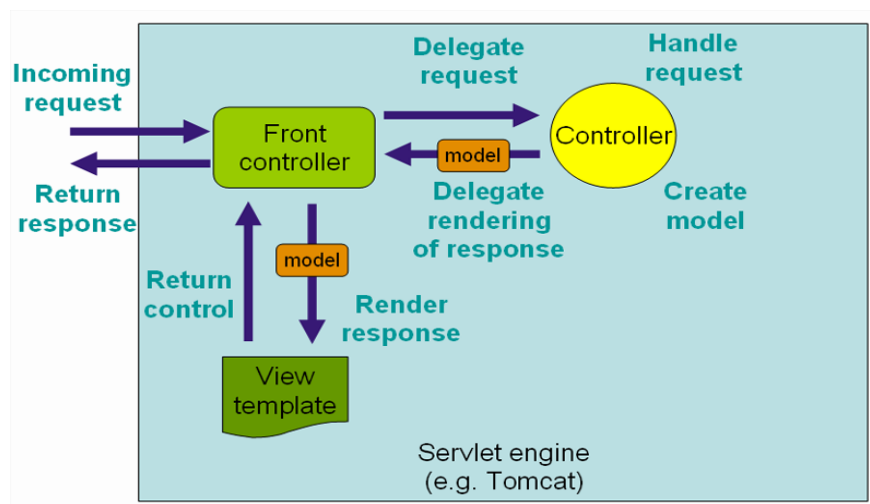 Incoming
request
Return
response
Front
controller
Delegate
request
Handle
request
Controller
model
Delegate
rendering
of response
Create
model
model
Return
control
Render
response
View
template
Servlet engine
(e.g. Tomcat)